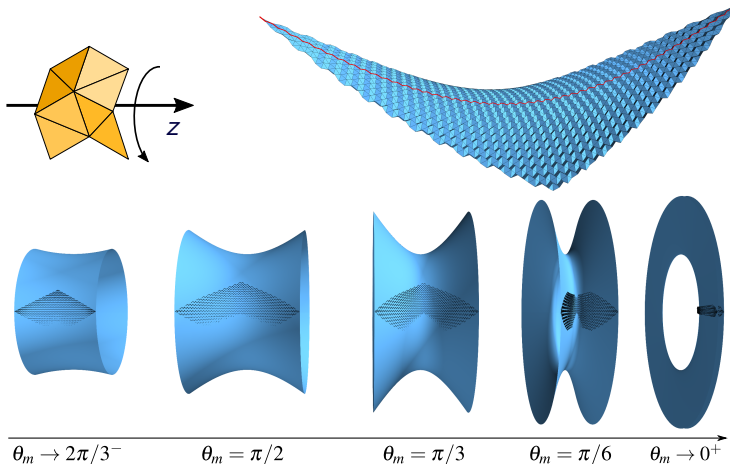 z
θₘ → 2π/3⁻
θₘ = π/2
θₘ = π/3
θₘ = π/6
θₘ → 0⁺